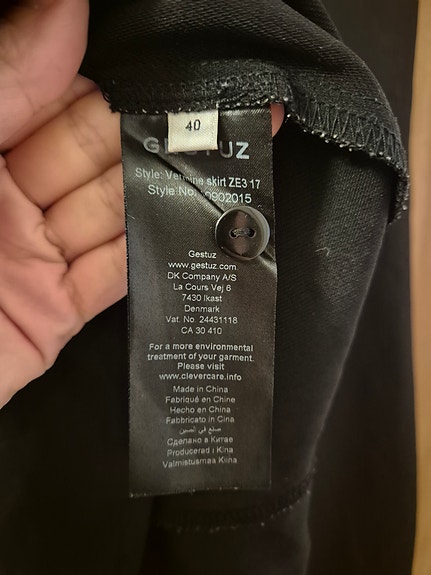 40
GESTUZ
Style: skirt ZE3 17
Style No:
Gestuz
www.gestuz.com
DK Company A/S
La Cours Vej 6
7430 Ikast
Denmark
Vat. No. 24431118
CA 30 410
For a more environmental
treatment of your garment.
Please visit
www.clevercare.info
Made in China
Fabriqué en Chine
Hecho en China
Fabbricato in Cina
صنع في الصين
Сделано в Китае
Producerad i Kina
Valmistusmaa Kiina